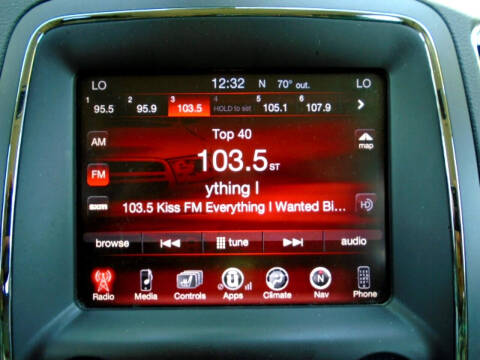 LO 12:32 N 70° out. LO
1 95.5 2 95.9 3 103.5 4 HOLD to set 5 105.1 6 107.9
AM
Top 40
map
FM
103.5 ST
ything I
sxm
103.5 Kiss FM Everything I Wanted Bi...
HD
browse tune audio
Radio Media Controls Apps Climate Nav Phone